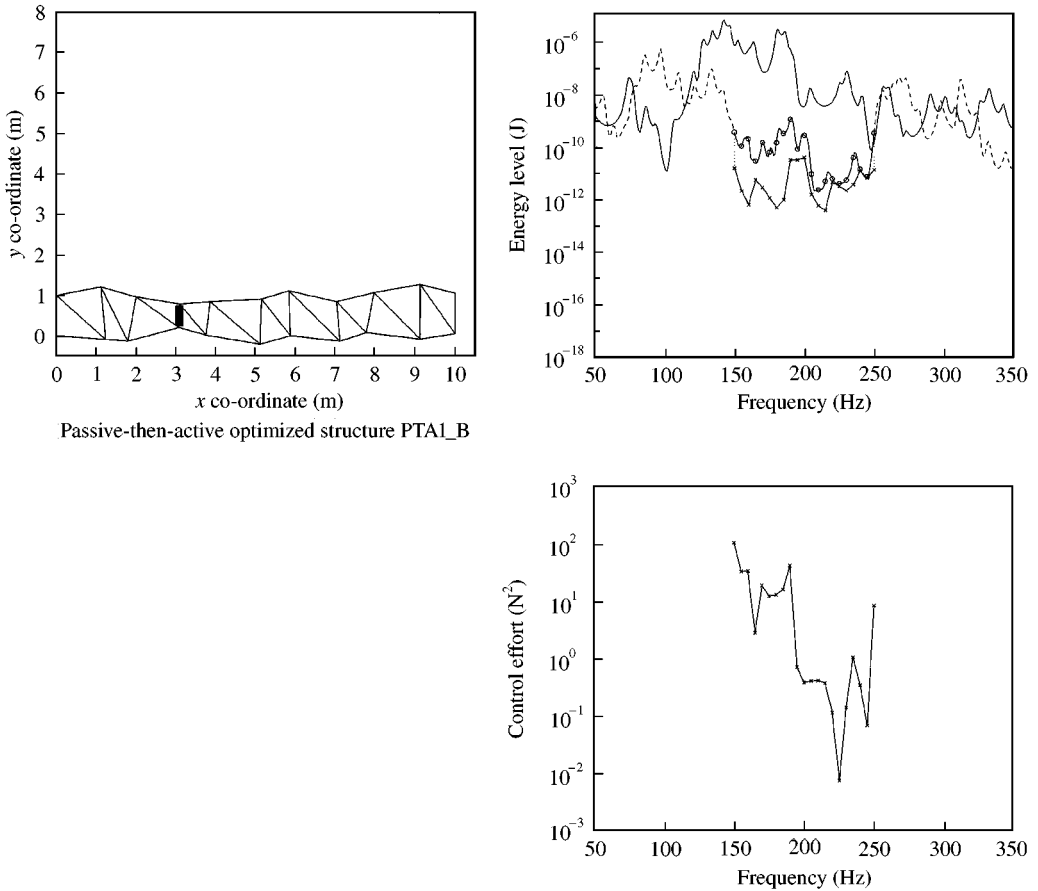 8
7
6
5
4
3
2
1
0
y co-ordinate (m)
0 1 2 3 4 5 6 7 8 9 10
x co-ordinate (m)
Passive-then-active optimized structure PTA1_B
10^−6
10^−8
10^−10
10^−12
10^−14
10^−16
10^−18
Energy level (J)
50 100 150 200 250 300 350
Frequency (Hz)
10^3
10^2
10^1
10^0
10^−1
10^−2
10^−3
Control effort (N^2)
50 100 150 200 250 300 350
Frequency (Hz)